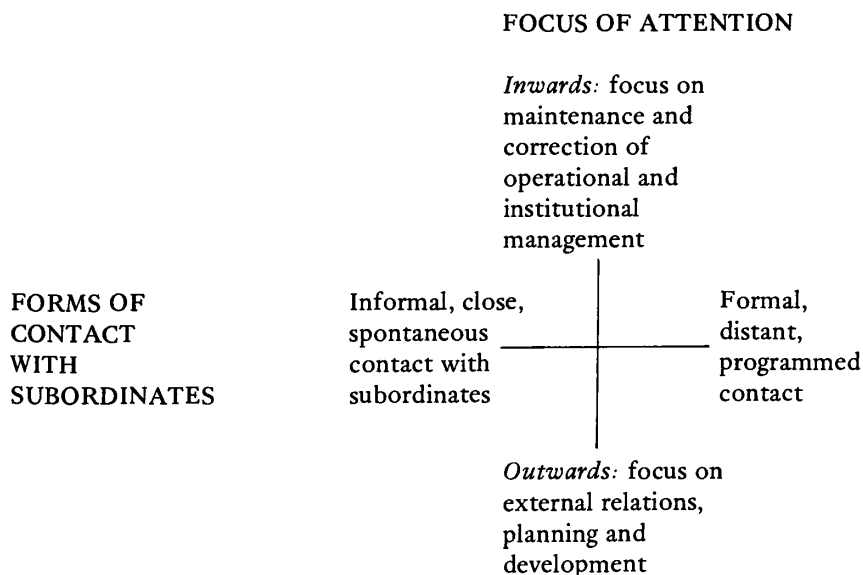 FOCUS OF ATTENTION
Inwards: focus on
maintenance and
correction of
operational and
institutional
management
FORMS OF
CONTACT
WITH
SUBORDINATES
Informal, close,
spontaneous
contact with
subordinates
Formal,
distant,
programmed
contact
Outwards: focus on
external relations,
planning and
development